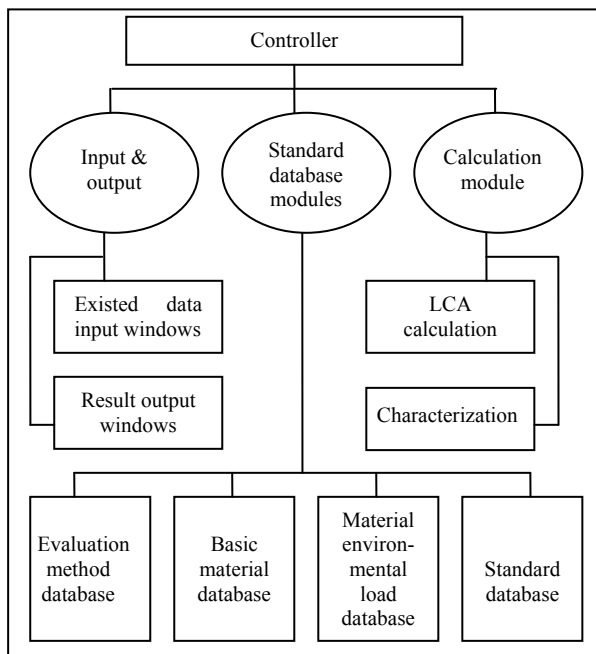 Controller
Input &
output
Standard
database
modules
Calculation
module
Existed data
input windows
LCA
calculation
Result output
windows
Characterization
Evaluation
method
database
Basic
material
database
Material
environ-
mental
load
database
Standard
database